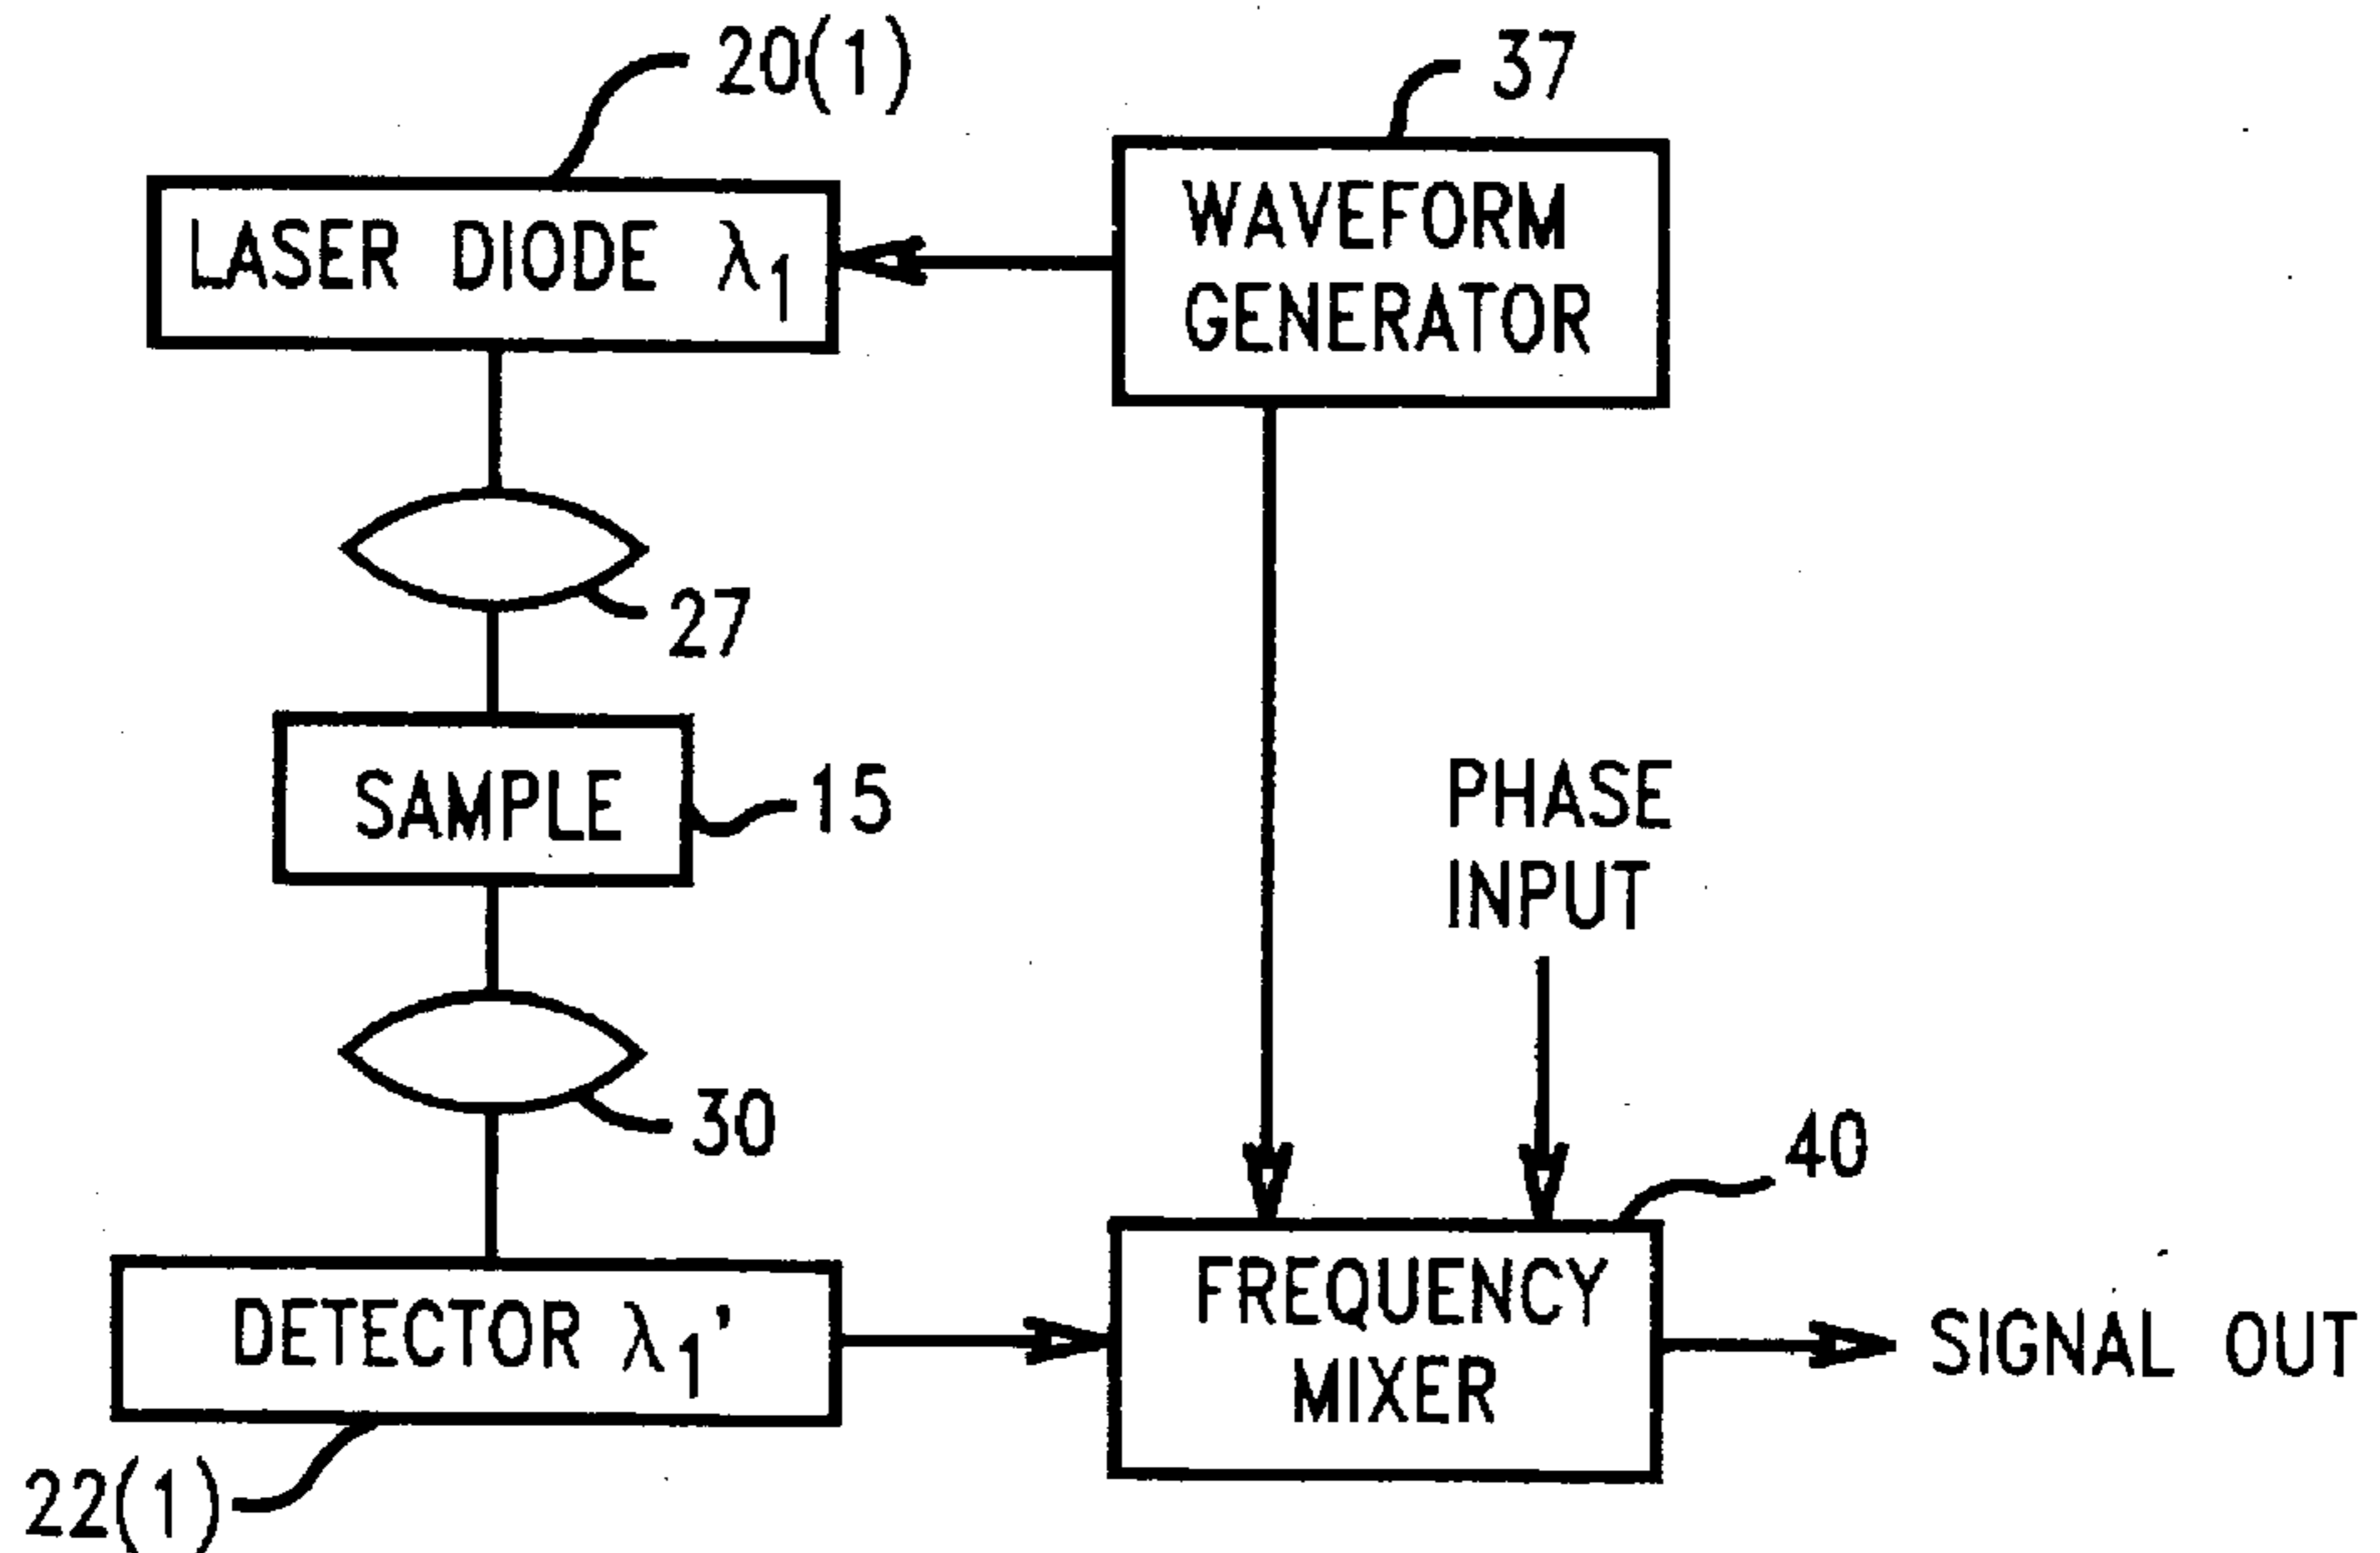 20(1)
37
LASER DIODE λ1
WAVEFORM
GENERATOR
27
SAMPLE
15
PHASE
INPUT
30
40
DETECTOR λ1'
FREQUENCY
MIXER
SIGNAL OUT
22(1)